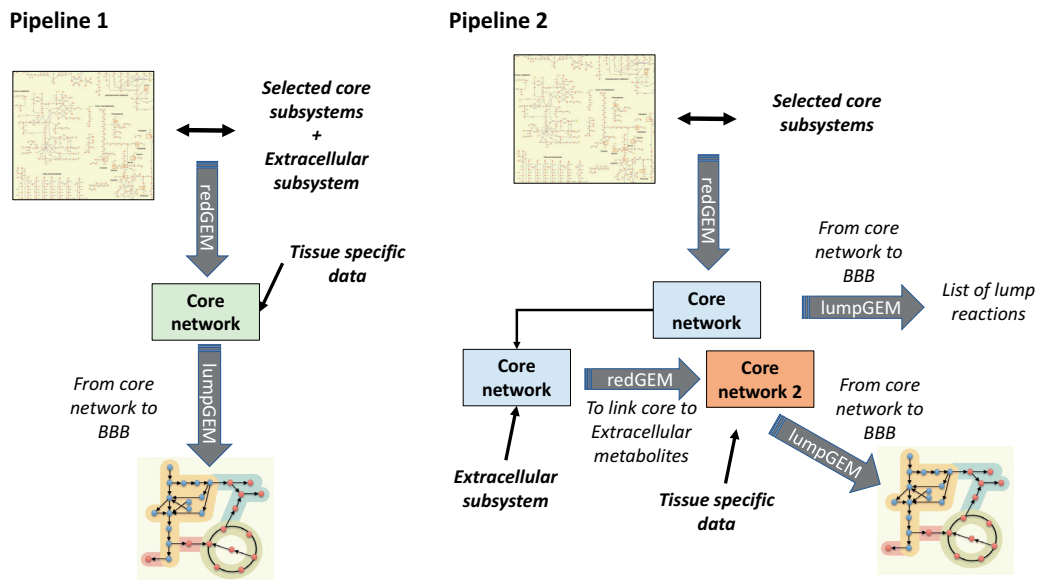 Pipeline 1
Selected core
subsystems
+
Extracellular
subsystem
redGEM
Tissue specific
data
Core
network
lumpGEM
From core
network to
BBB
Pipeline 2
Selected core
subsystems
redGEM
From core
network to
BBB
Core
network
lumpGEM
List of lump
reactions
Core
network
redGEM
To link core to
Extracellular
metabolites
Core
network 2
From core
network to
BBB
lumpGEM
Extracellular
subsystem
Tissue specific
data